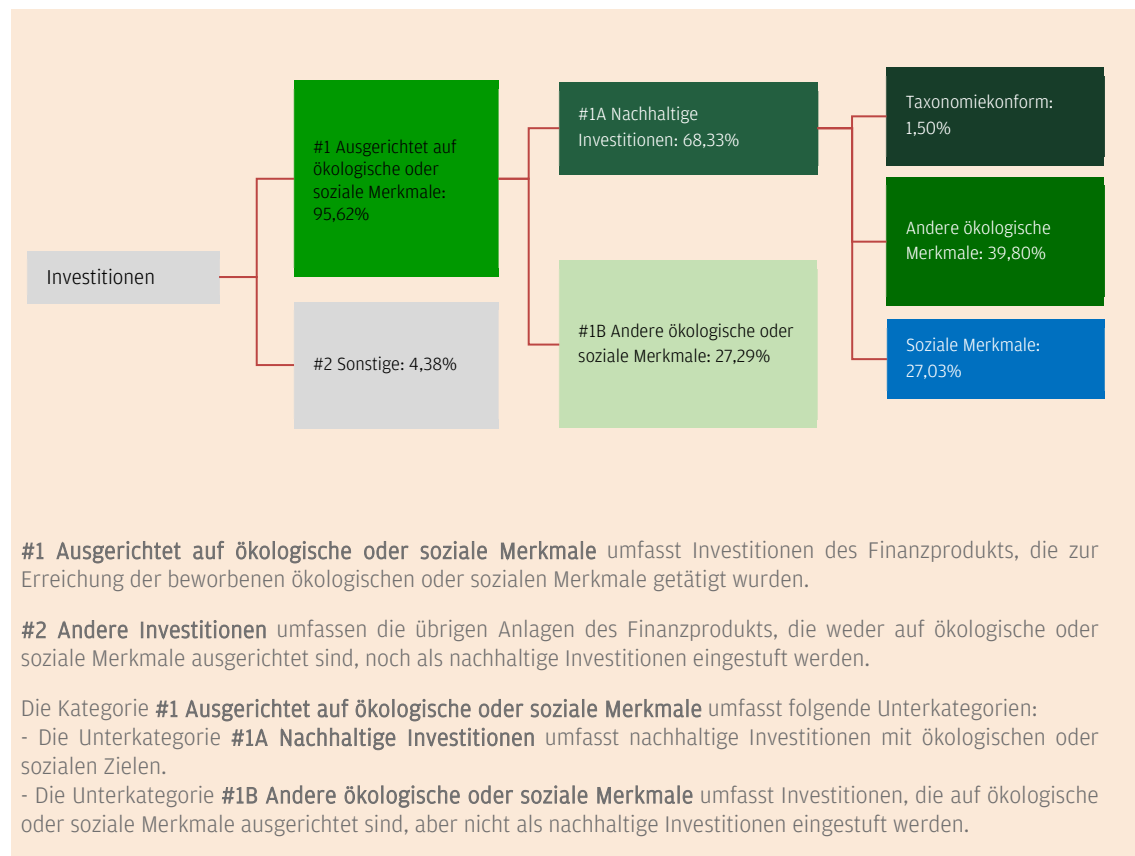 Investitionen
#1 Ausgerichtet auf
ökologische oder
soziale Merkmale:
95,62%
#2 Sonstige: 4,38%
#1A Nachhaltige
Investitionen: 68,33%
#1B Andere ökologische oder
soziale Merkmale: 27,29%
Taxonomiekonform:
1,50%
Andere ökologische
Merkmale: 39,80%
Soziale Merkmale:
27,03%
#1 Ausgerichtet auf ökologische oder soziale Merkmale umfasst Investitionen des Finanzprodukts, die zur
Erreichung der beworbenen ökologischen oder sozialen Merkmale getätigt wurden.
#2 Andere Investitionen umfassen die übrigen Anlagen des Finanzprodukts, die weder auf ökologische oder
soziale Merkmale ausgerichtet sind, noch als nachhaltige Investitionen eingestuft werden.
Die Kategorie #1 Ausgerichtet auf ökologische oder soziale Merkmale umfasst folgende Unterkategorien:
- Die Unterkategorie #1A Nachhaltige Investitionen umfasst nachhaltige Investitionen mit ökologischen oder
sozialen Zielen.
- Die Unterkategorie #1B Andere ökologische oder soziale Merkmale umfasst Investitionen, die auf ökologische
oder soziale Merkmale ausgerichtet sind, aber nicht als nachhaltige Investitionen eingestuft werden.